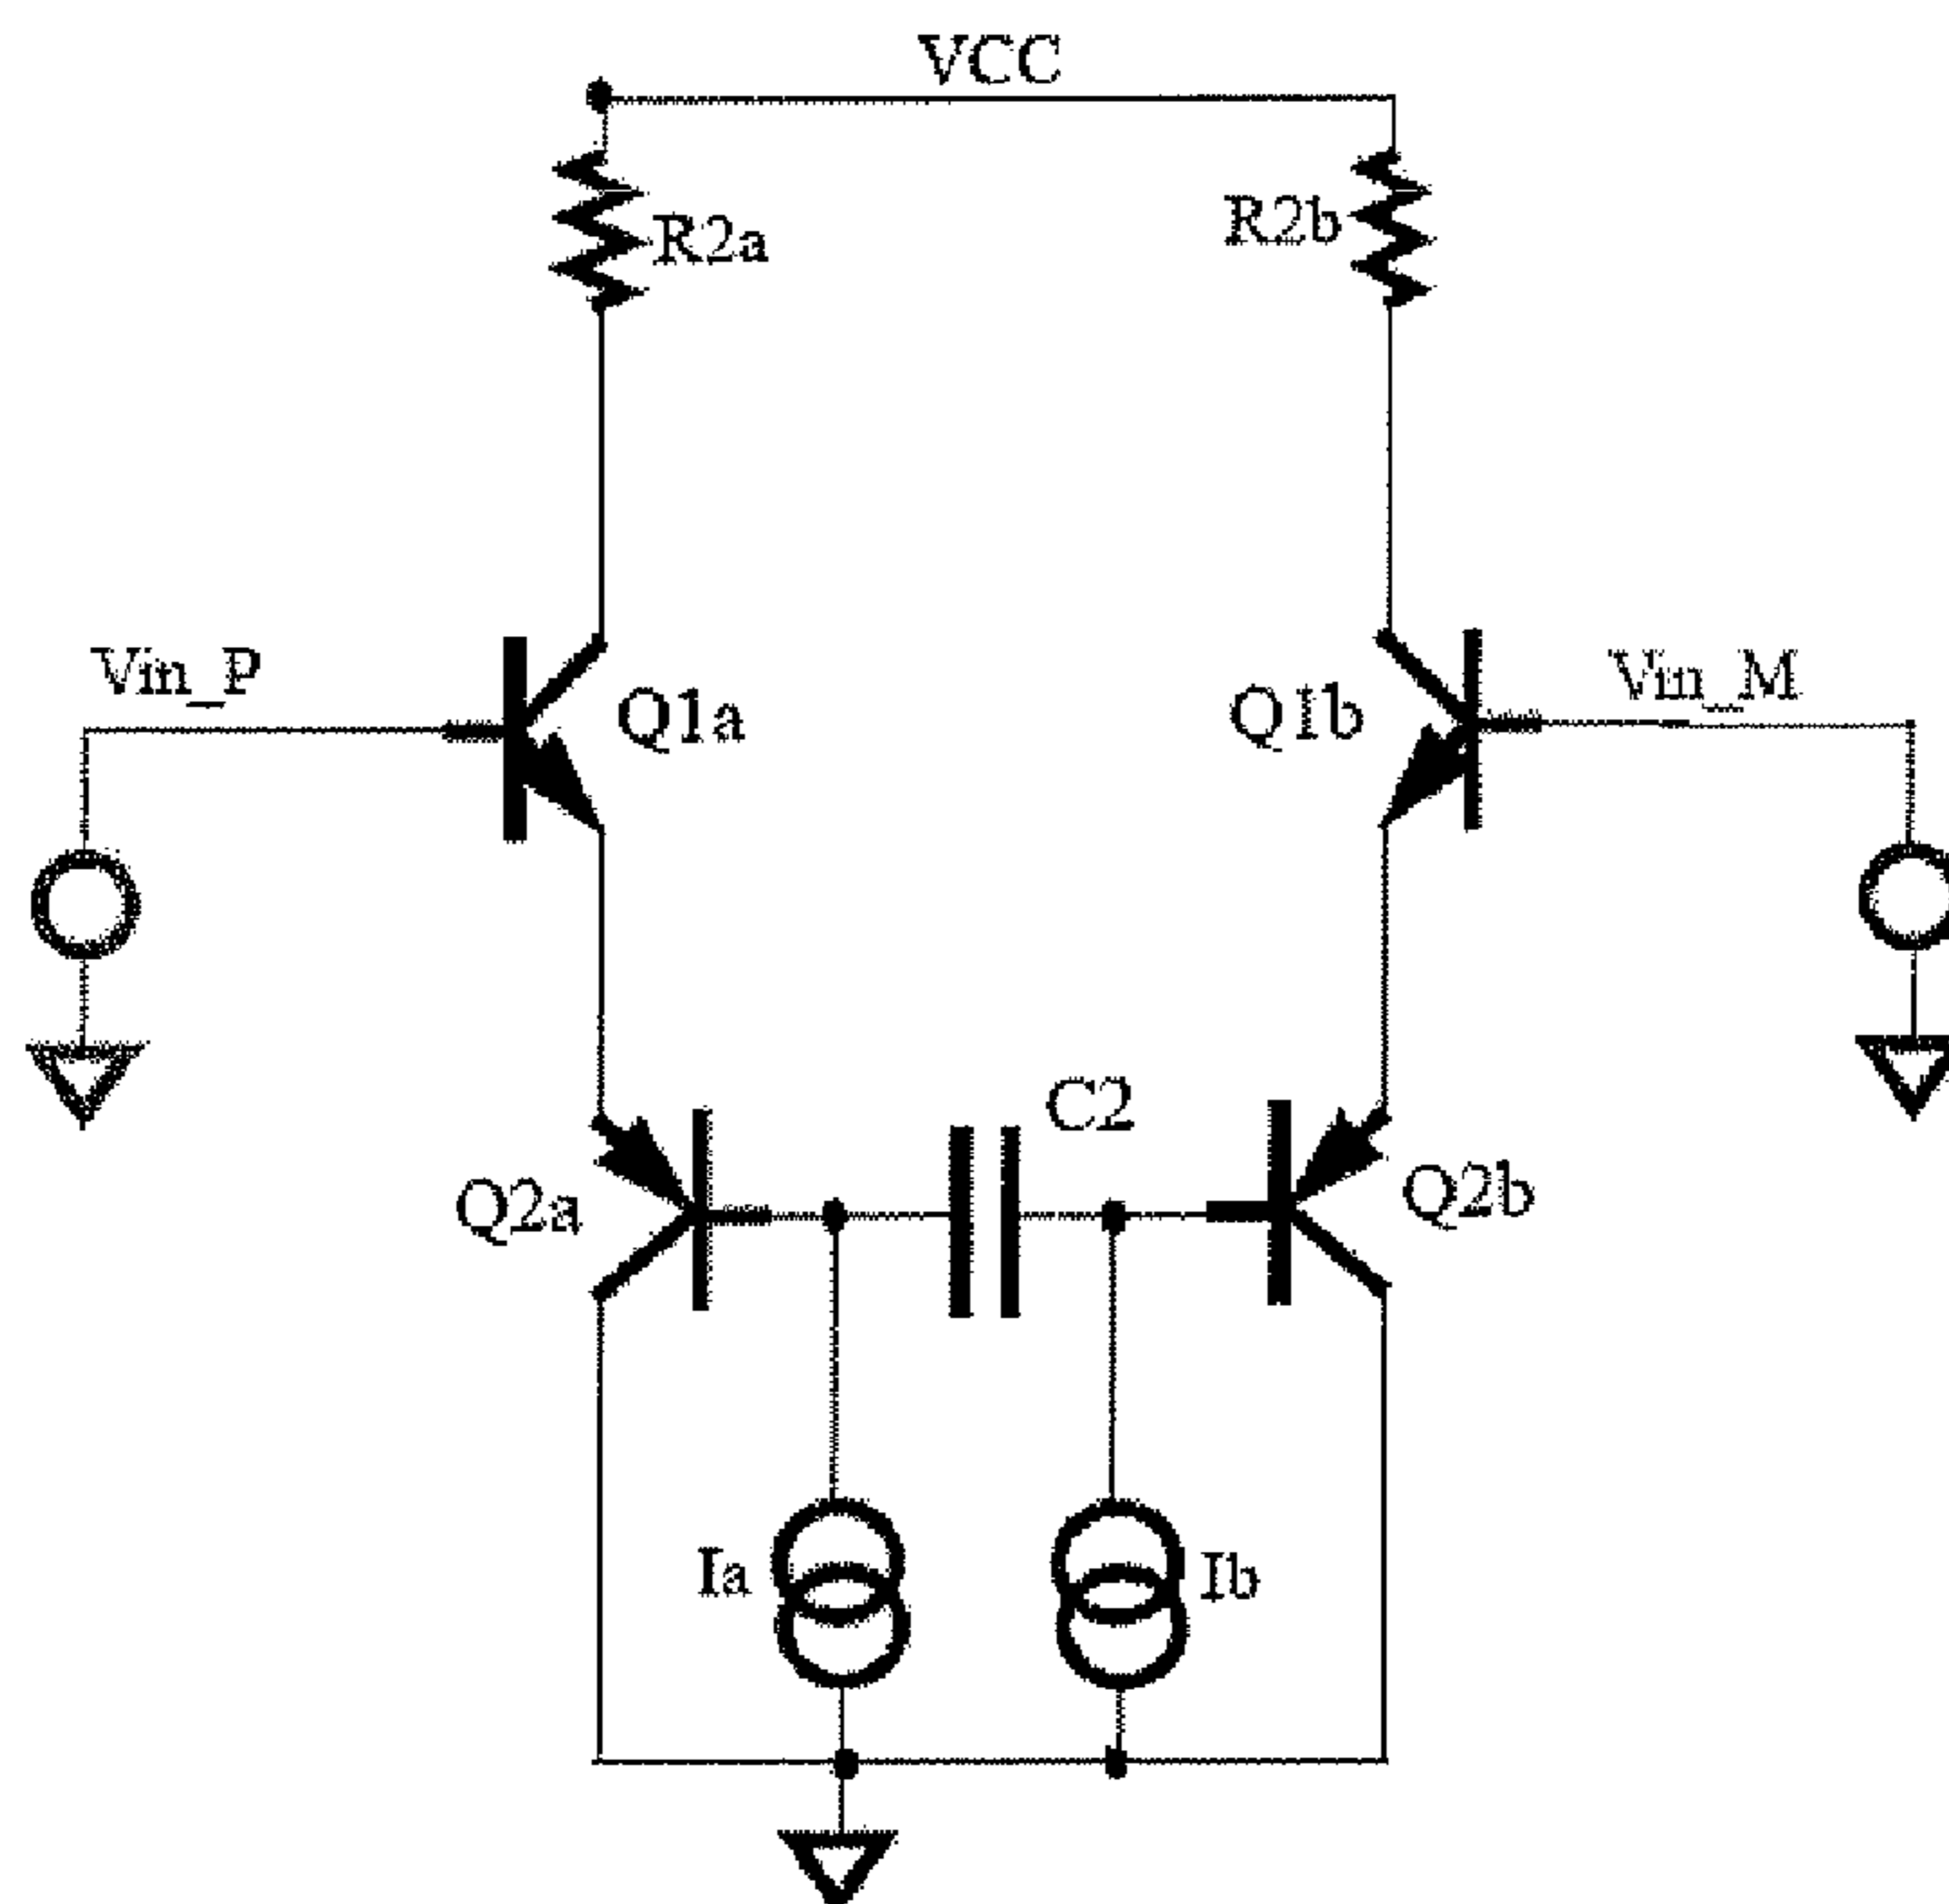 VCC
R2a
R2b
Vin_P
Q1a
Q1b
Vin_M
C2
Q2a
Q2b
Ia
Ib